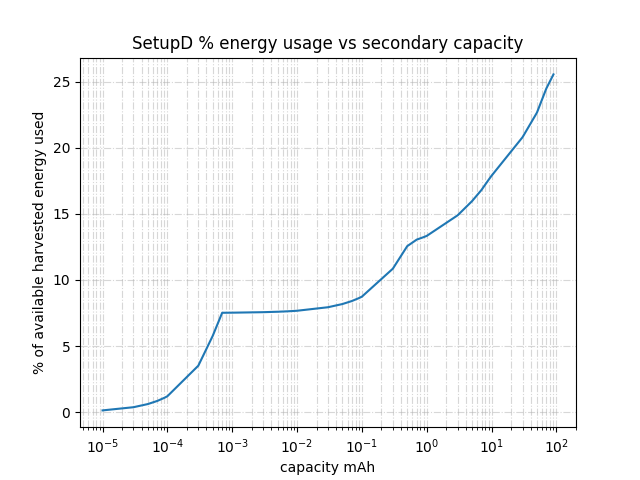 SetupD % energy usage vs secondary capacity
% of available harvested energy used
25
20
15
10
5
0
10⁻⁵ 10⁻⁴ 10⁻³ 10⁻² 10⁻¹ 10⁰ 10¹ 10²
capacity mAh